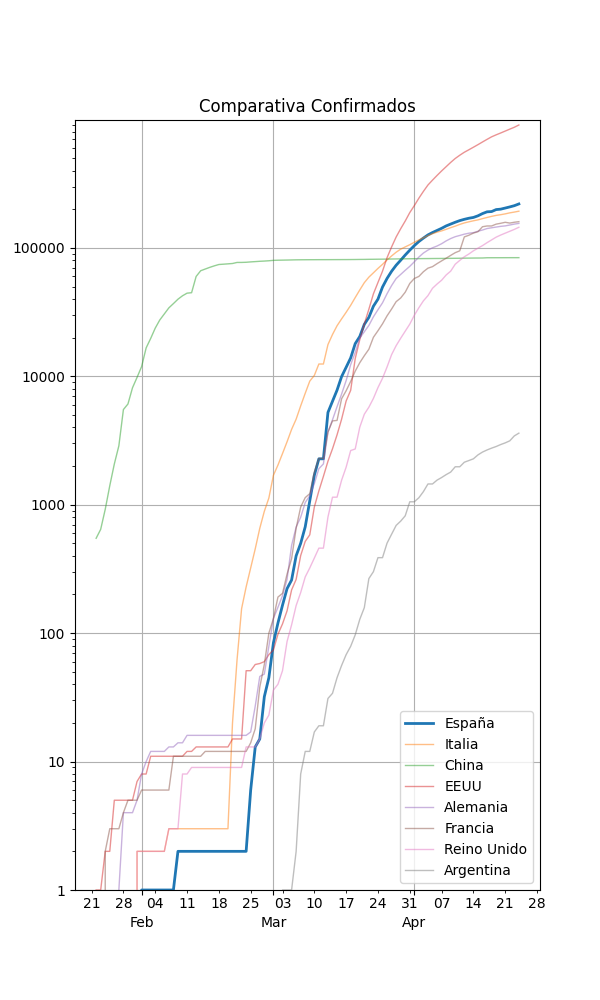 Comparativa Confirmados
100000
10000
1000
100
10
1
España
Italia
China
EEUU
Alemania
Francia
Reino Unido
Argentina
21 28 04 11 18 25 03 10 17 24 31 07 14 21 28
Feb Mar Apr